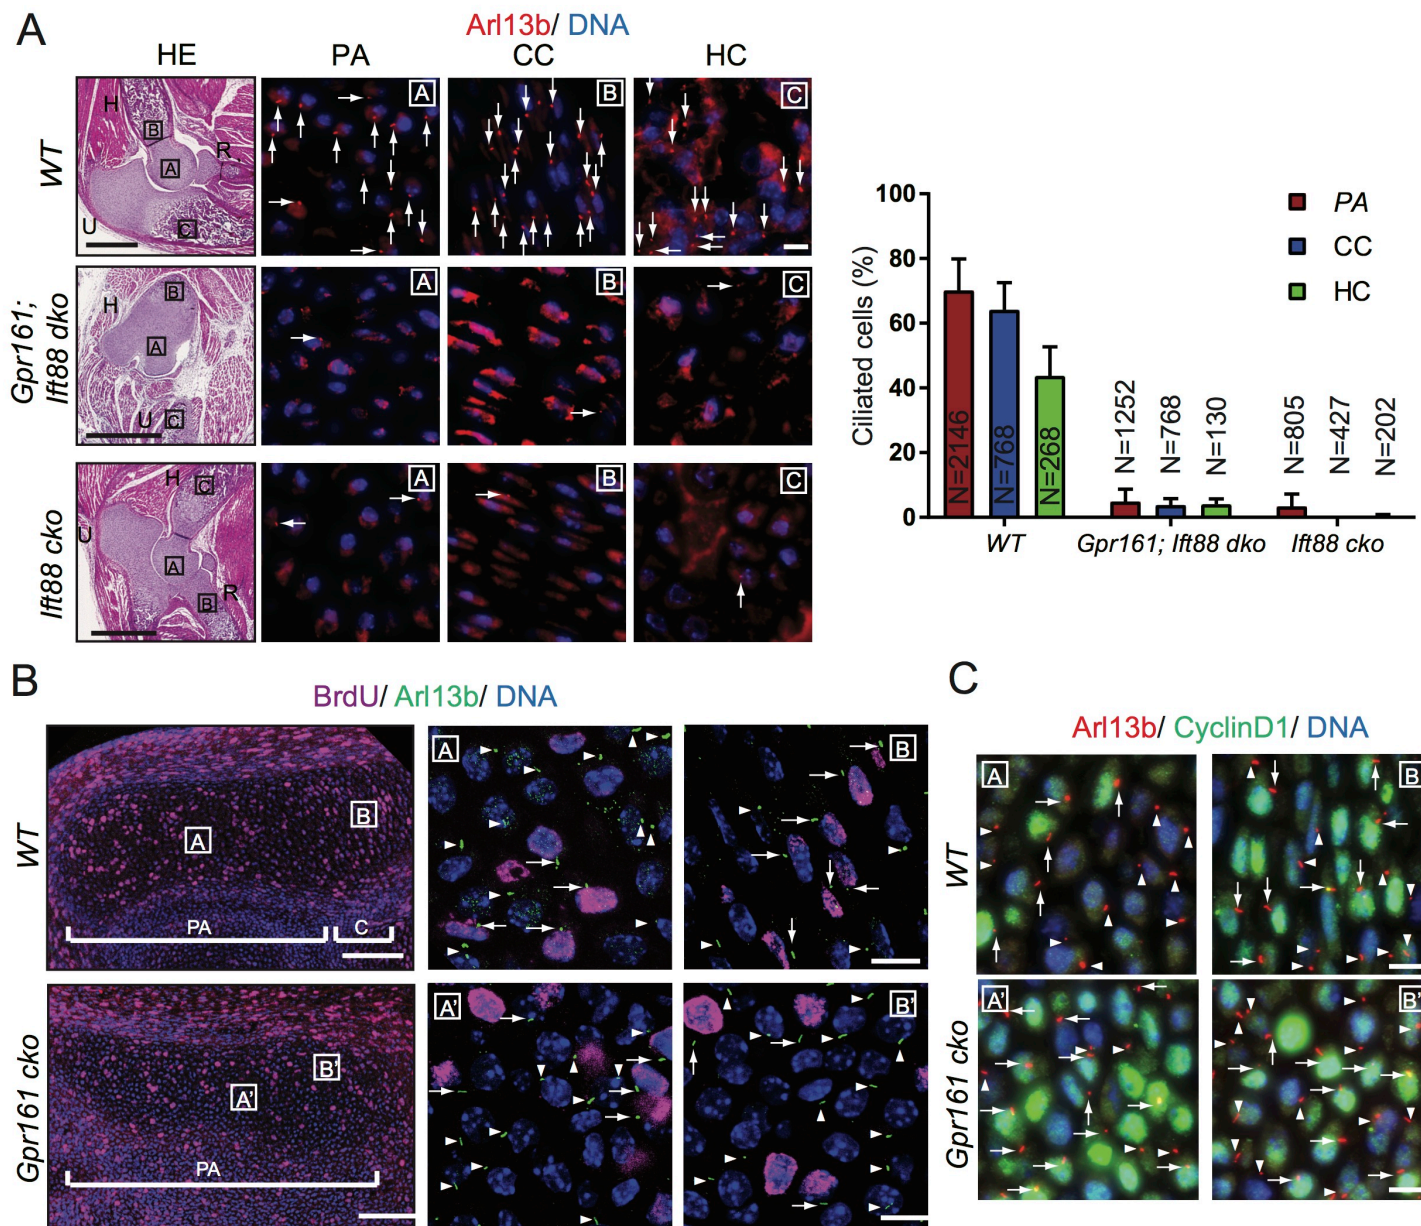 A
Arl13b/ DNA
HE PA CC HC
WT
H
B
A
R
U
C
A
B
C
Gpr161;
Ift88 dko
H
B
A
U
C
A
B
C
Ift88 cko
H
C
U
A
B
R
A
B
C
Ciliated cells (%)
100
80
60
40
20
0
PA
CC
HC
N=2146
N=768
N=268
N=1252
N=768
N=130
N=805
N=427
N=202
WT Gpr161; Ift88 dko Ift88 cko
B
BrdU/ Arl13b/ DNA
WT
A
B
PA C
A
B
Gpr161 cko
A'
B'
PA
A'
B'
C
Arl13b/ CyclinD1/ DNA
WT
A
B
Gpr161 cko
A'
B'